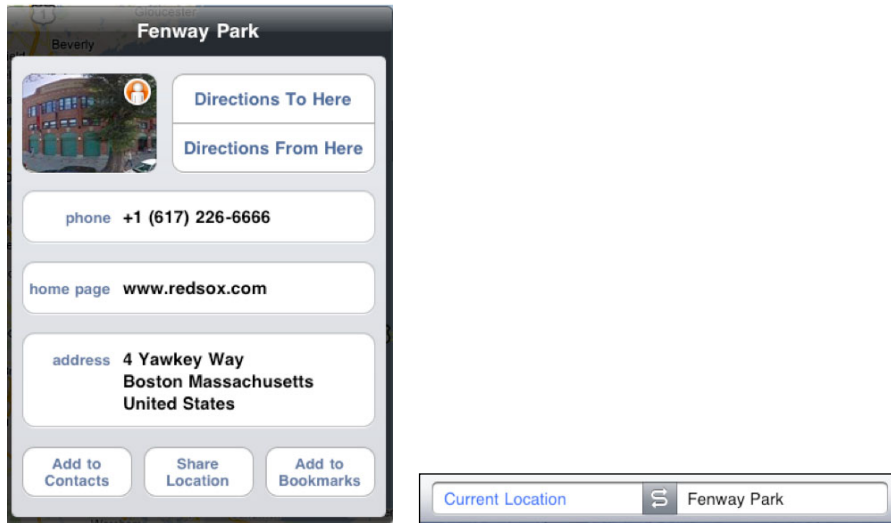 Gloucester
Fenway Park
Beverly
Directions To Here
Directions From Here
phone +1 (617) 226-6666
home page www.redsox.com
address 4 Yawkey Way
Boston Massachusetts
United States
Add to Contacts
Share Location
Add to Bookmarks
Current Location
Fenway Park